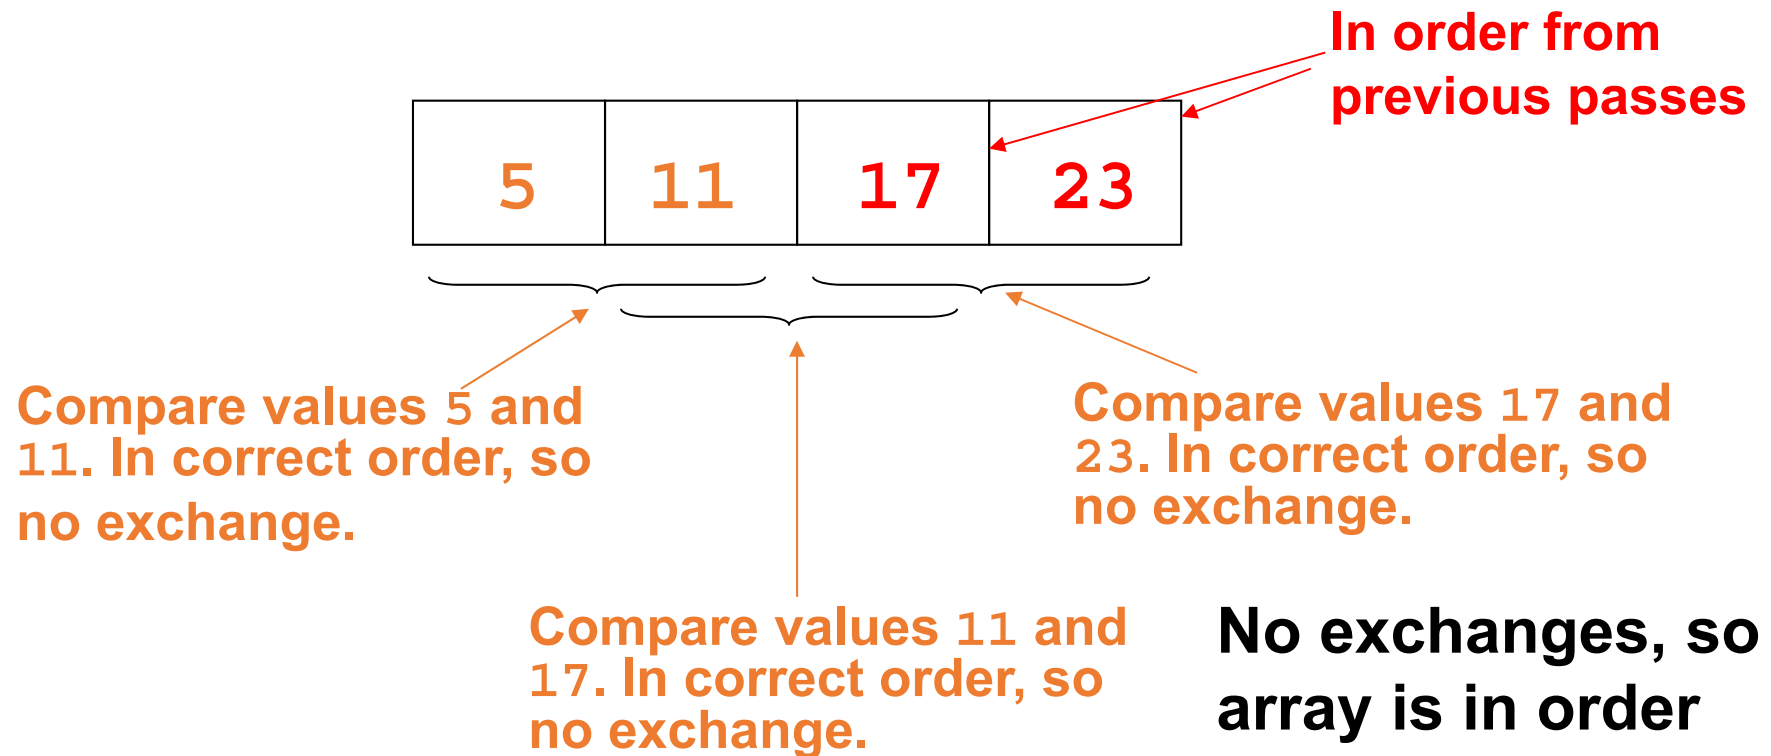 In order from
previous passes
5 11 17 23
Compare values 5 and
11. In correct order, so
no exchange.
Compare values 17 and
23. In correct order, so
no exchange.
Compare values 11 and
17. In correct order, so
no exchange.
No exchanges, so
array is in order